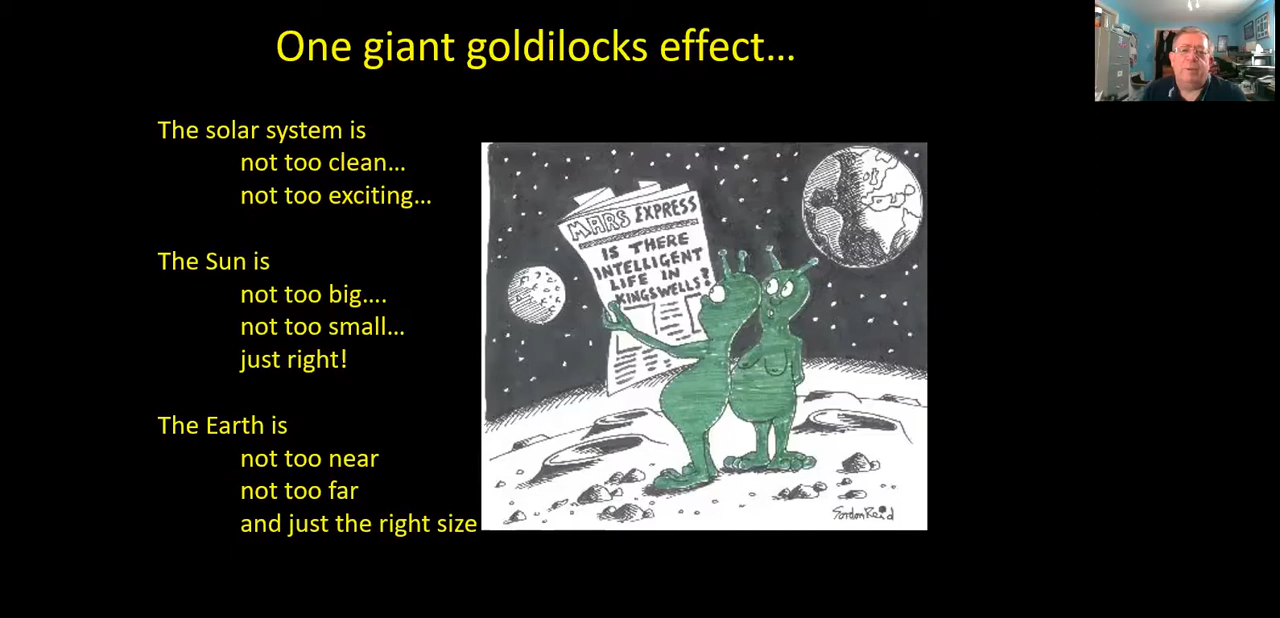 One giant goldilocks effect...
The solar system is
not too clean...
not too exciting...
The Sun is
not too big....
not too small...
just right!
The Earth is
not too near
not too far
and just the right size
MARS EXPRESS
IS THERE
INTELLIGENT
LIFE IN
KINGSWELLS?
Gordon Reid